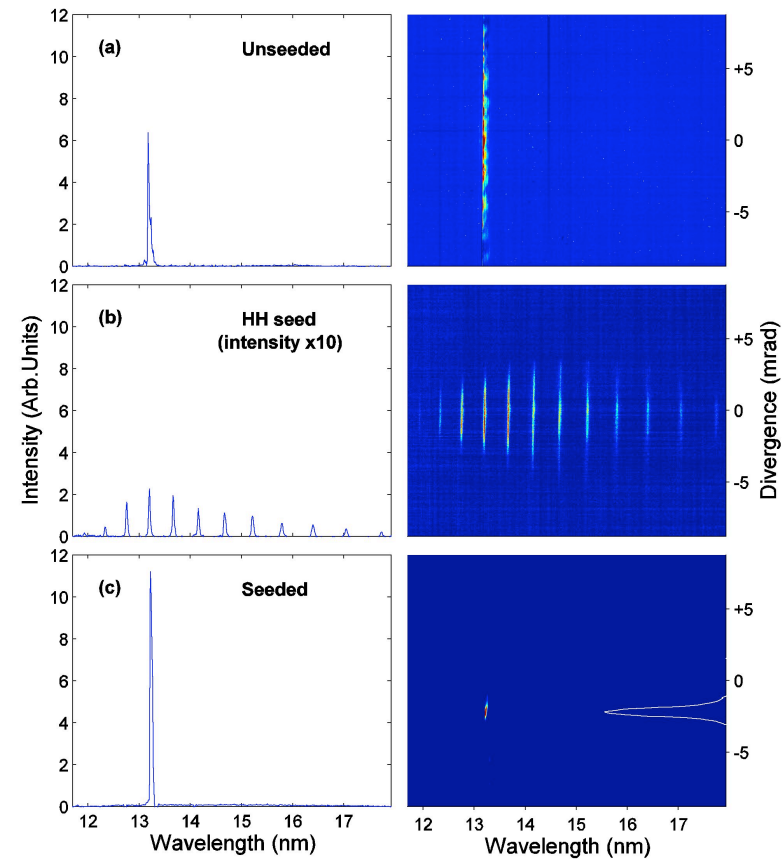 12
10
8
6
4
2
0
(a)
Unseeded
+5
0
-5
12
10
8
6
4
2
0
(b)
HH seed
(intensity x10)
+5
0
-5
12
10
8
6
4
2
0
(c)
Seeded
+5
0
-5
Intensity (Arb.Units)
Divergence (mrad)
12 13 14 15 16 17
12 13 14 15 16 17
Wavelength (nm)
Wavelength (nm)